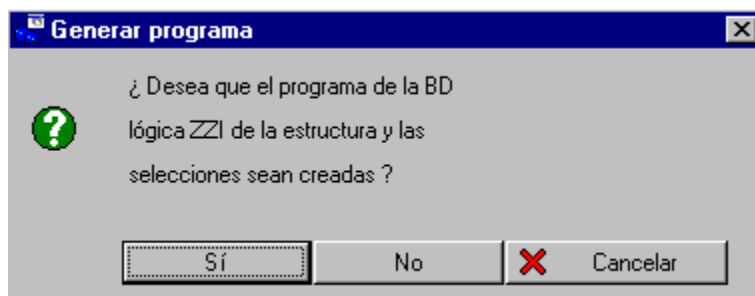 Generar programa
¿ Desea que el programa de la BD
lógica ZZI de la estructura y las
selecciones sean creadas ?
Sí
No
Cancelar